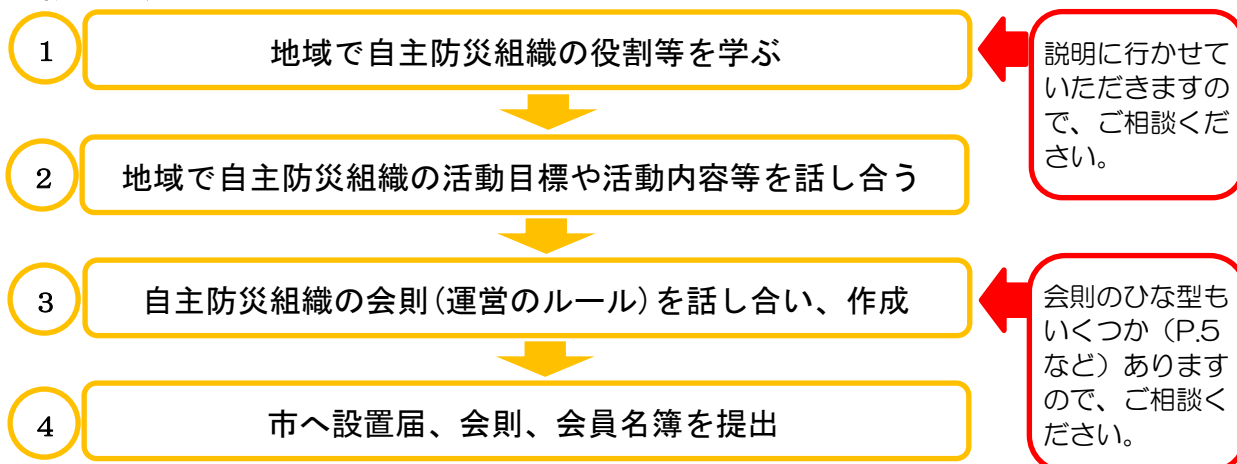 1
地域で自主防災組織の役割等を学ぶ
説明に行かせて
いただきますの
で、ご相談くだ
さい。
2
地域で自主防災組織の活動目標や活動内容等を話し合う
3
自主防災組織の会則(運営のルール)を話し合い、作成
会則のひな型も
いくつか（P.5
など）あります
ので、ご相談く
ださい。
4
市へ設置届、会則、会員名簿を提出